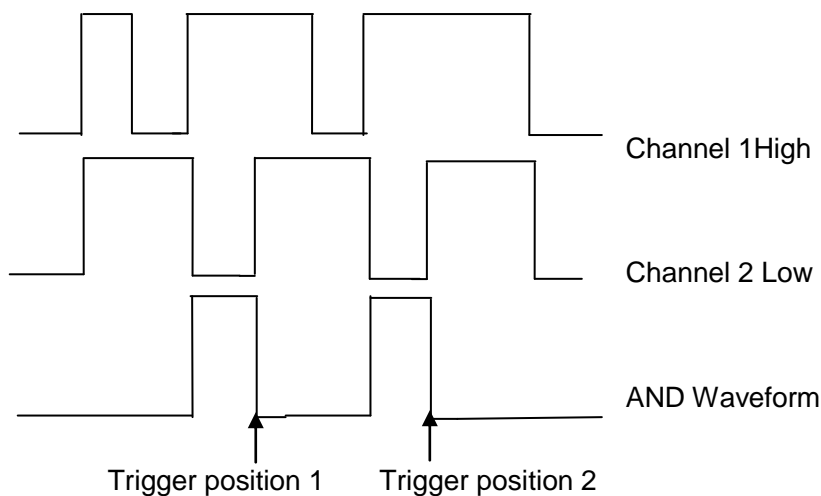 Channel 1High
Channel 2 Low
AND Waveform
Trigger position 1
Trigger position 2